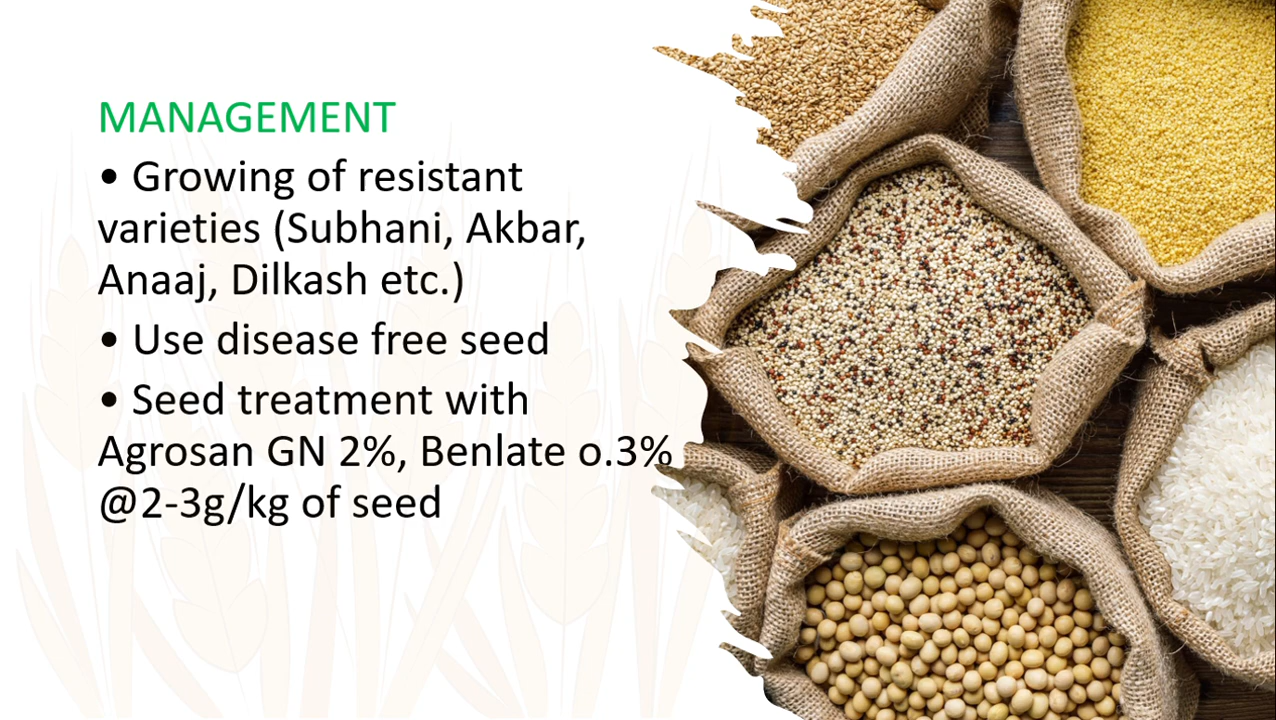 MANAGEMENT
• Growing of resistant
varieties (Subhani, Akbar,
Anaaj, Dilkash etc.)
• Use disease free seed
• Seed treatment with
Agrosan GN 2%, Benlate o.3%
@2-3g/kg of seed